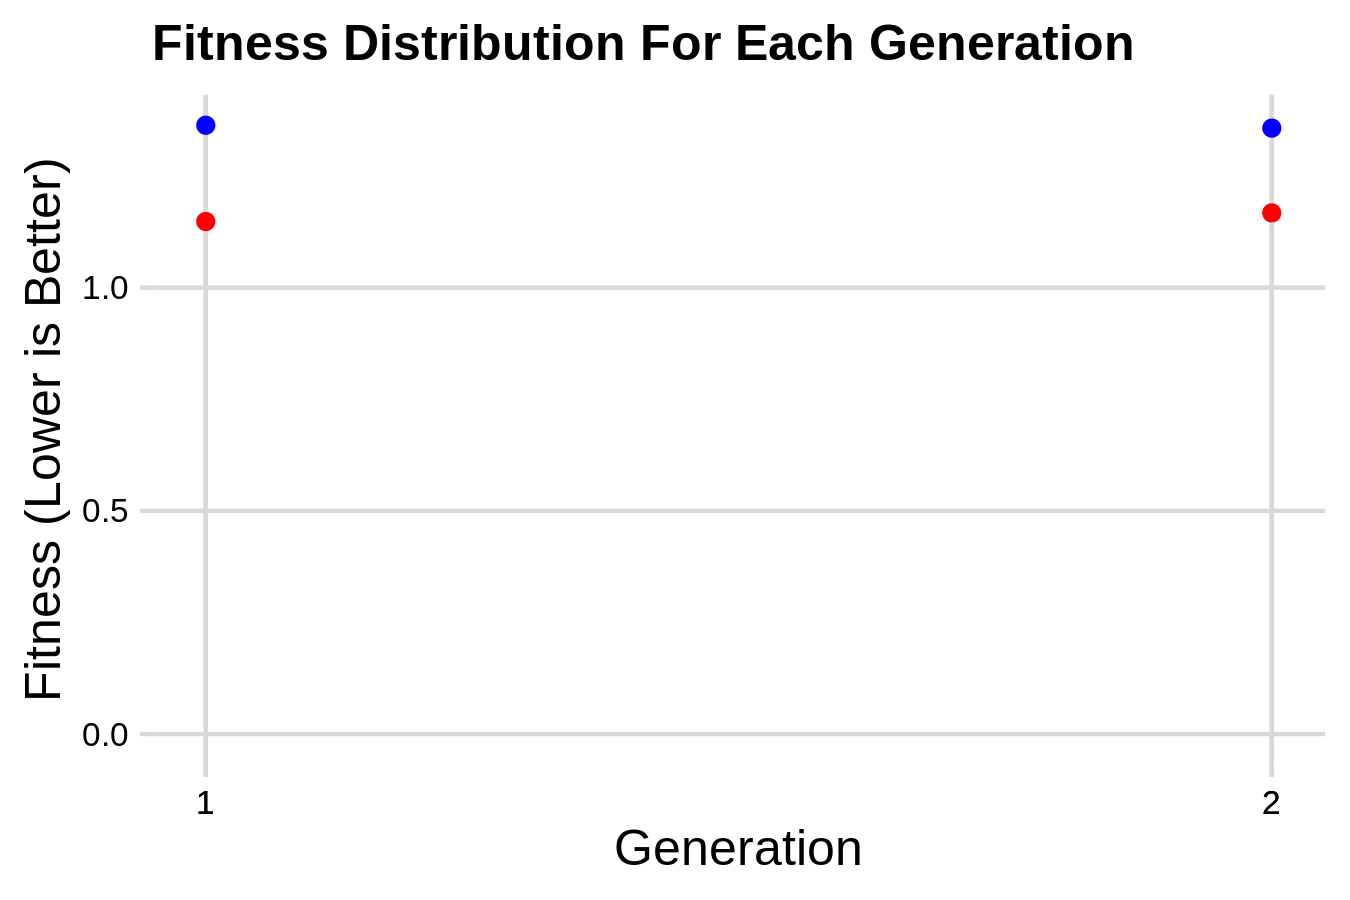 Fitness Distribution For Each Generation
Fitness (Lower is Better)
1.0
0.5
0.0
1
2
Generation